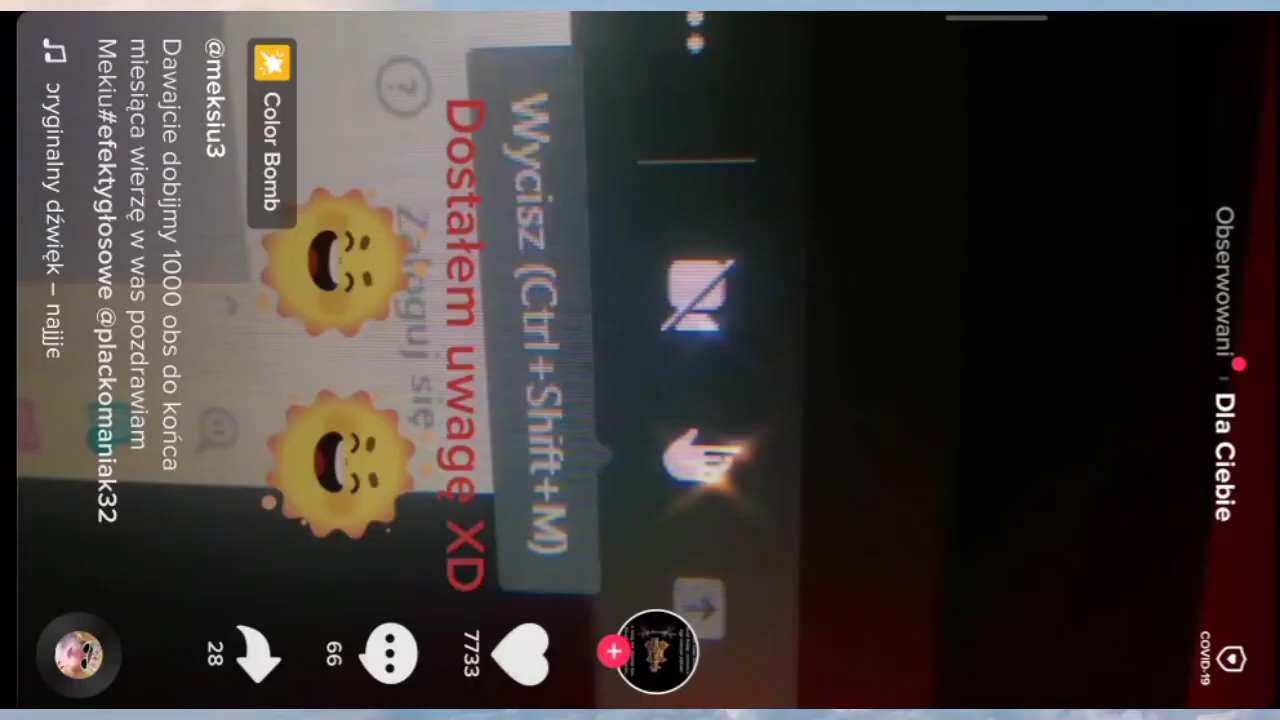 Obserwowani
Dla Ciebie
COVID-19
Wycisz (Ctrl+Shift+M)
Dostałem uwagę XD
Zaloguj się
7733
66
28
Color Bomb
@meksiu3
Dawajcie dobijmy 1000 obs do końca
miesiąca wierzę w was pozdrawiam
Mekiu#efektygłosowe @plackomaniak32
oryginalny dźwięk – najjje